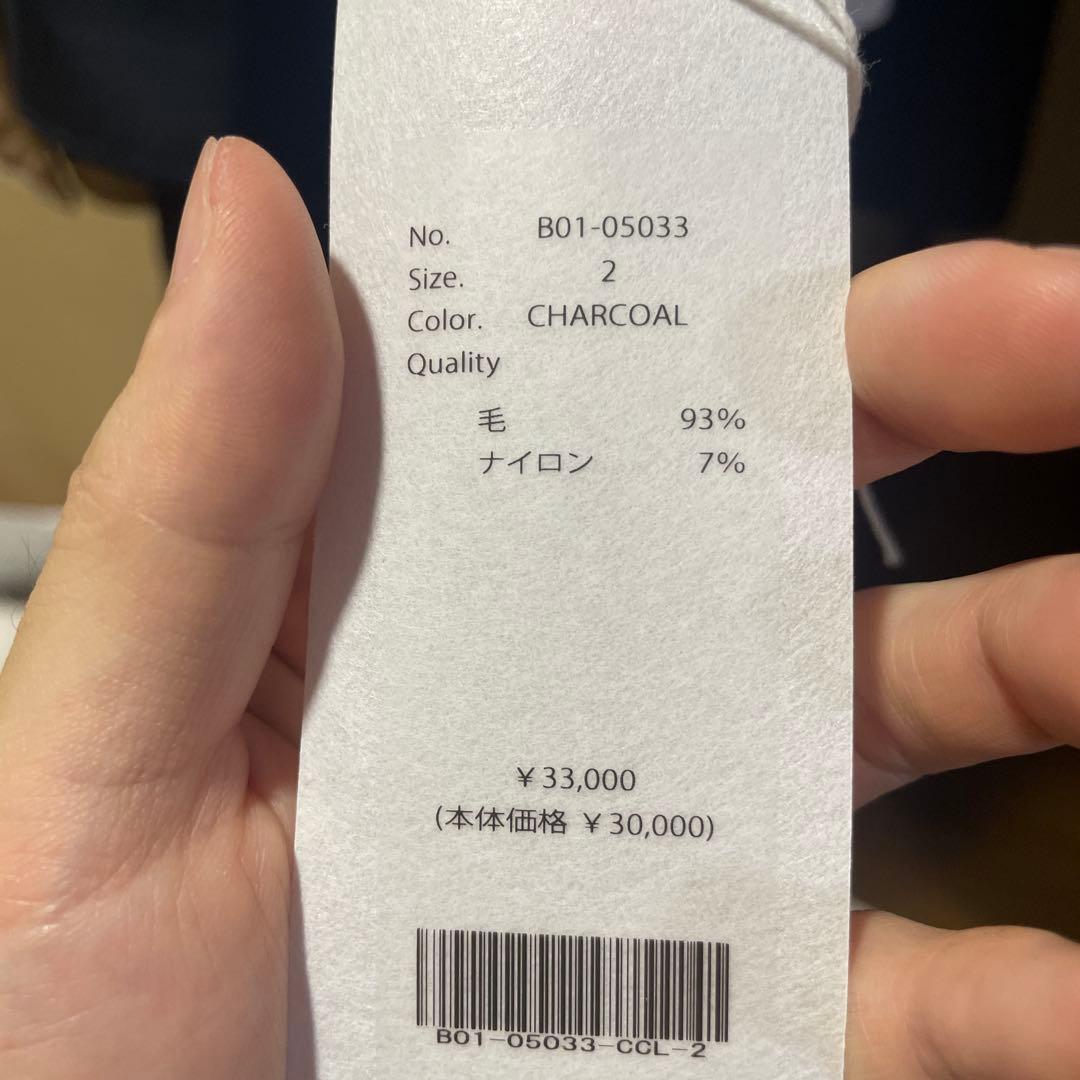 No. B01-05033
Size. 2
Color. CHARCOAL
Quality
毛 93%
ナイロン 7%
¥33,000
(本体価格 ¥30,000)
B01-05033-CCL-2